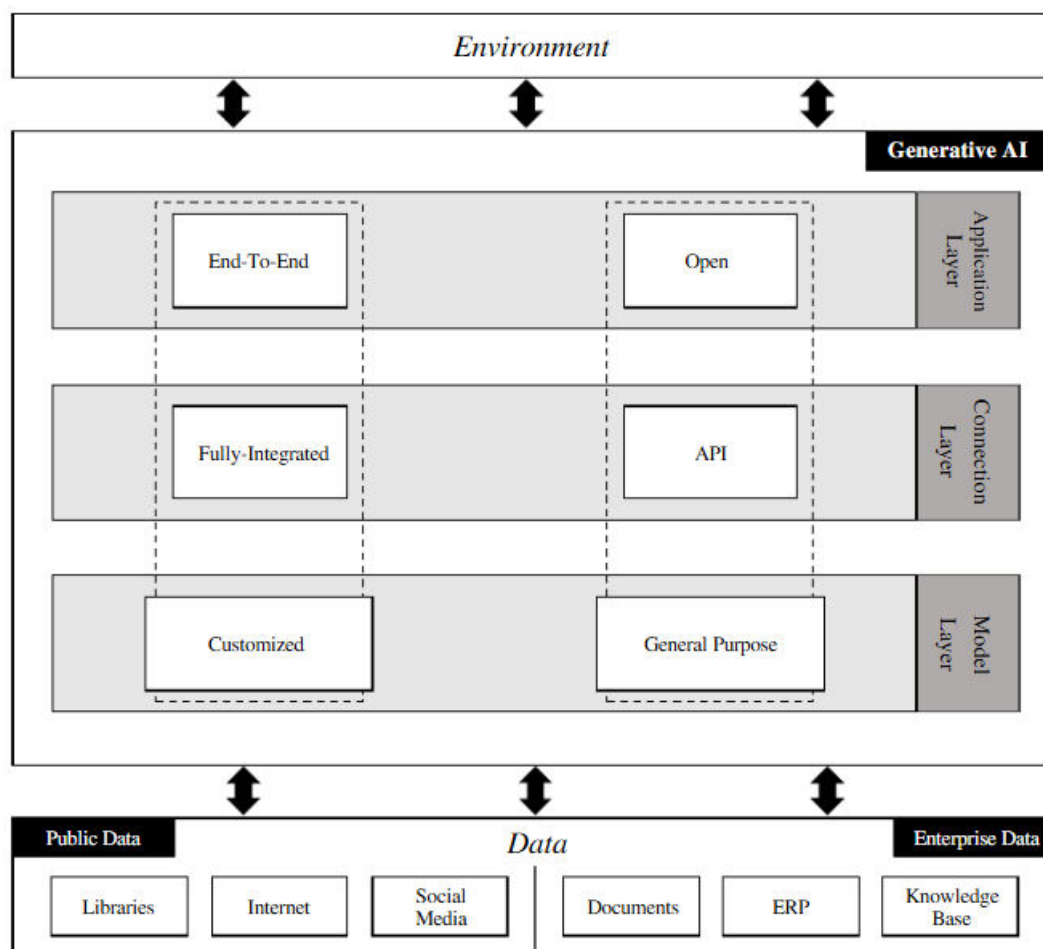 Environment
Generative AI
End-To-End
Open
Application
Layer
Fully-Integrated
API
Connection
Layer
Customized
General Purpose
Model
Layer
Public Data
Data
Enterprise Data
Libraries
Internet
Social
Media
Documents
ERP
Knowledge
Base